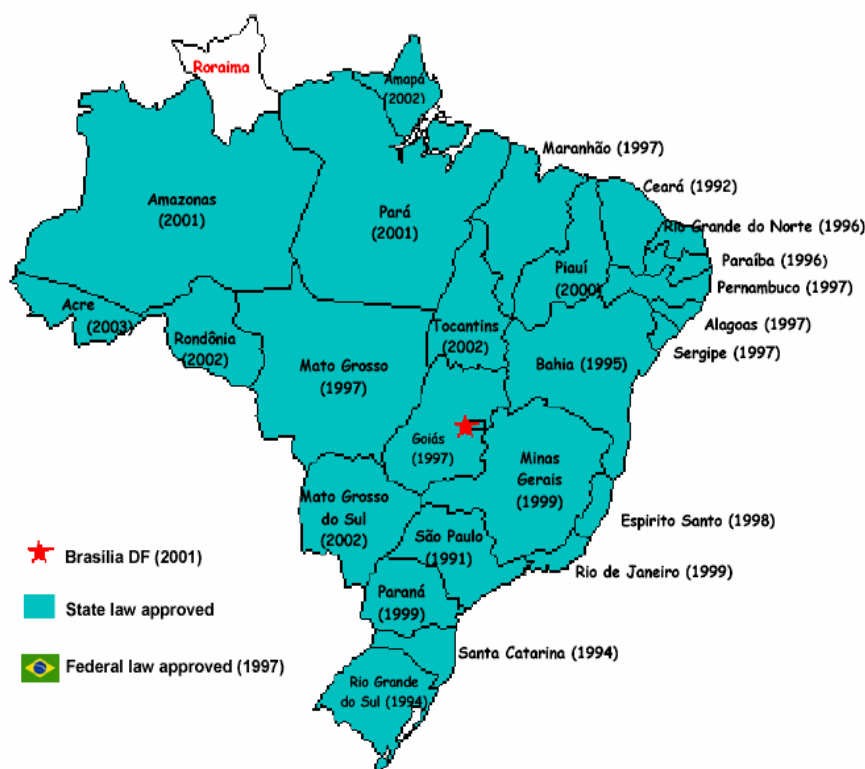 Roraima
Amapá
(2002)
Maranhão (1997)
Ceará (1992)
Amazonas
(2001)
Pará
(2001)
Rio Grande do Norte (1996)
Paraíba (1996)
Piauí
(2000)
Pernambuco (1997)
Acre
(2003)
Rondônia
(2002)
Tocantins
(2002)
Alagoas (1997)
Sergipe (1997)
Mato Grosso
(1997)
Bahia (1995)
Goiás
(1997)
Minas
Gerais
(1999)
Mato Grosso
do Sul
(2002)
São Paulo
(1991)
Espirito Santo (1998)
Rio de Janeiro (1999)
Brasília DF (2001)
Paraná
(1999)
State law approved
Santa Catarina (1994)
Federal law approved (1997)
Rio Grande
do Sul (1994)